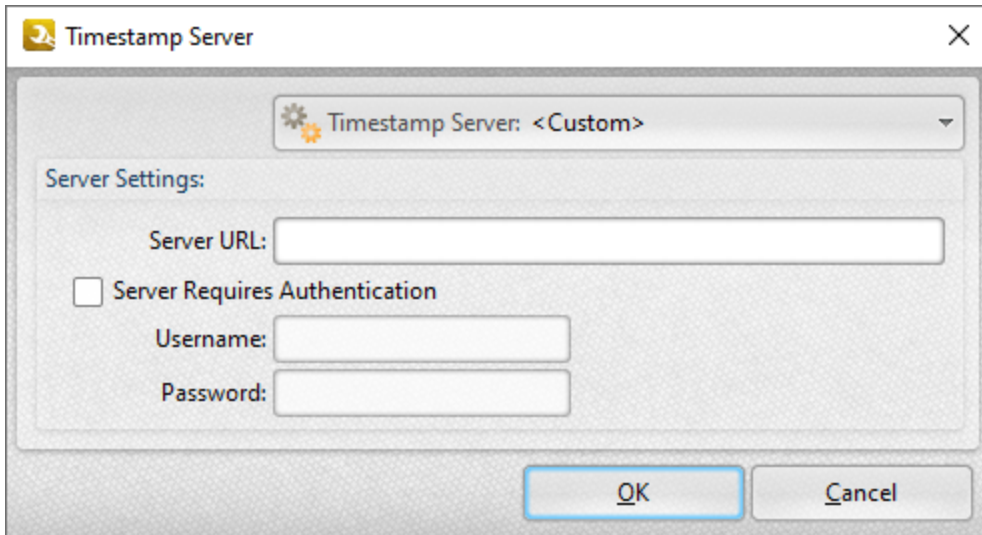 Timestamp Server
Timestamp Server: <Custom>
Server Settings:
Server URL:
Server Requires Authentication
Username:
Password:
OK
Cancel